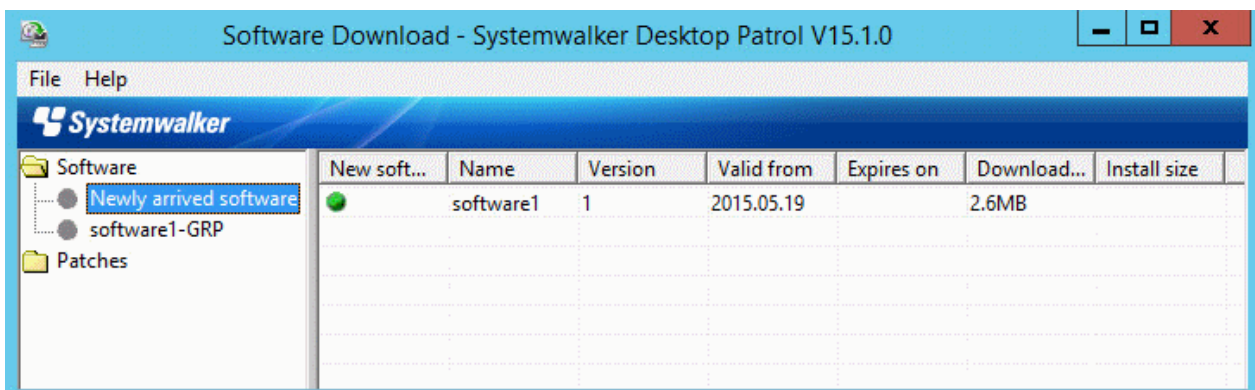 Software Download - Systemwalker Desktop Patrol V15.1.0
File Help
Systemwalker
Software
Newly arrived software
software1-GRP
Patches
New soft... Name Version Valid from Expires on Download... Install size
software1 1 2015.05.19 2.6MB